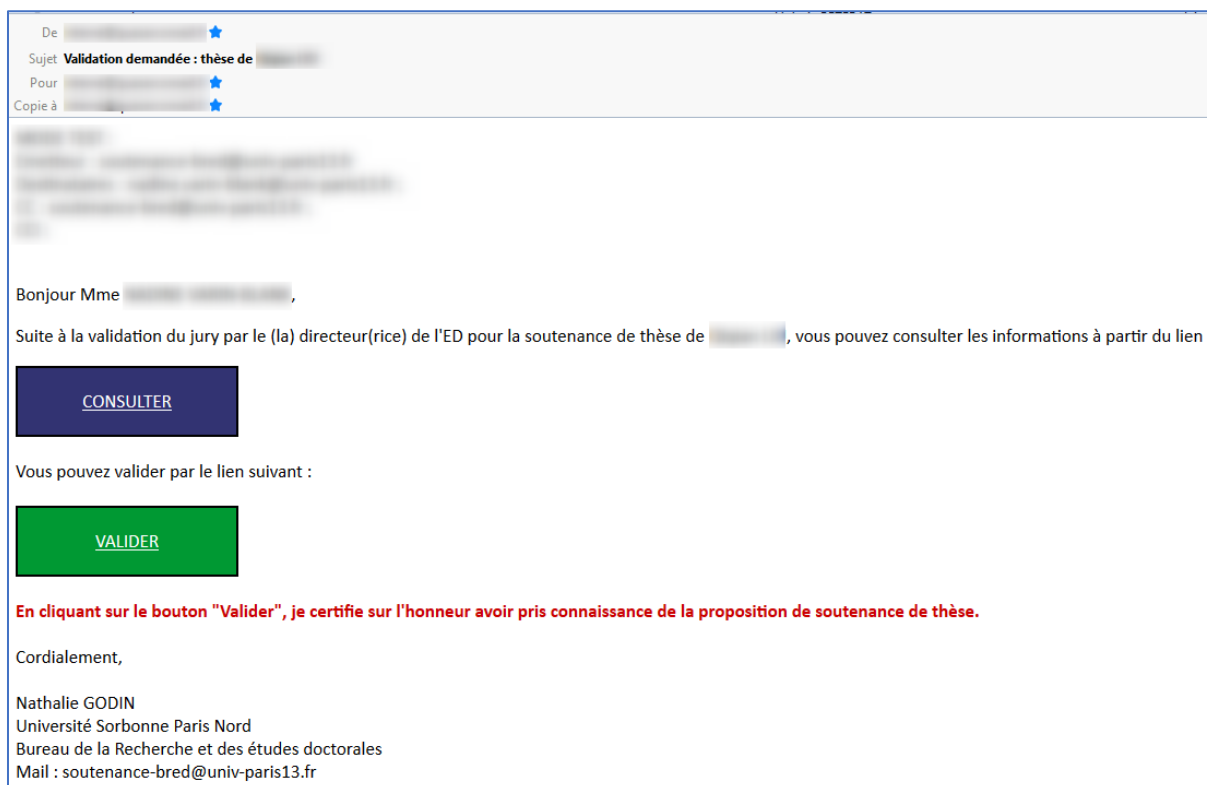 De
Sujet Validation demandée : thèse de
Pour
Copie à
Bonjour Mme ,
Suite à la validation du jury par le (la) directeur(rice) de l'ED pour la soutenance de thèse de , vous pouvez consulter les informations à partir du lien
CONSULTER
Vous pouvez valider par le lien suivant :
VALIDER
En cliquant sur le bouton "Valider", je certifie sur l'honneur avoir pris connaissance de la proposition de soutenance de thèse.
Cordialement,
Nathalie GODIN
Université Sorbonne Paris Nord
Bureau de la Recherche et des études doctorales
Mail : soutenance-bred@univ-paris13.fr